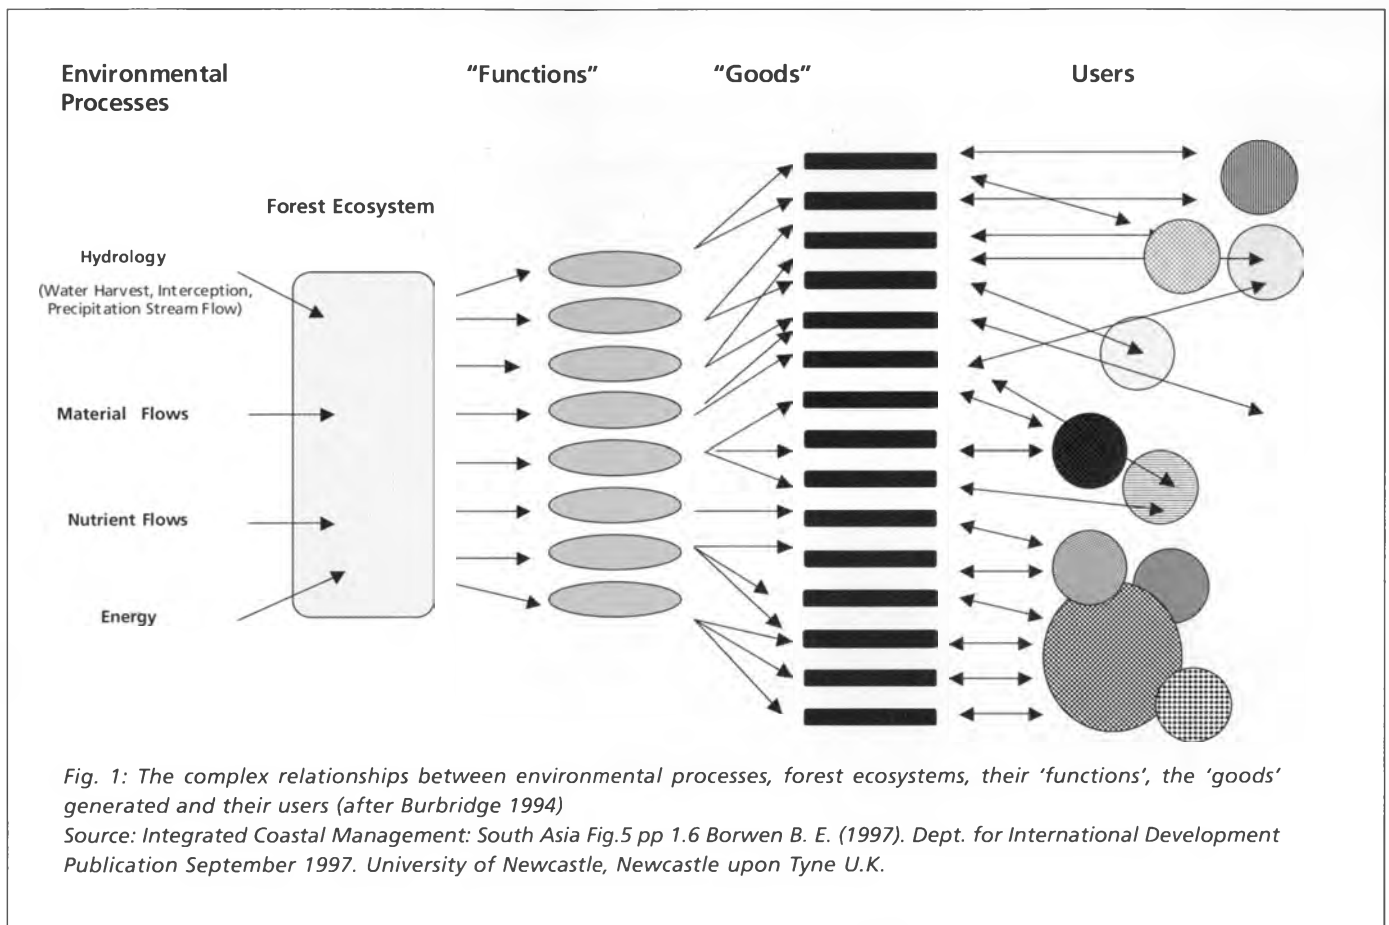 Environmental
Processes
"Functions"
"Goods"
Users
Forest Ecosystem
Hydrology
(Water Harvest, Interception,
Precipitation Stream Flow)
Material Flows
Nutrient Flows
Energy
Fig. 1: The complex relationships between environmental processes, forest ecosystems, their 'functions', the 'goods'
generated and their users (after Burbridge 1994)
Source: Integrated Coastal Management: South Asia Fig.5 pp 1.6 Borwen B. E. (1997). Dept. for International Development
Publication September 1997. University of Newcastle, Newcastle upon Tyne U.K.